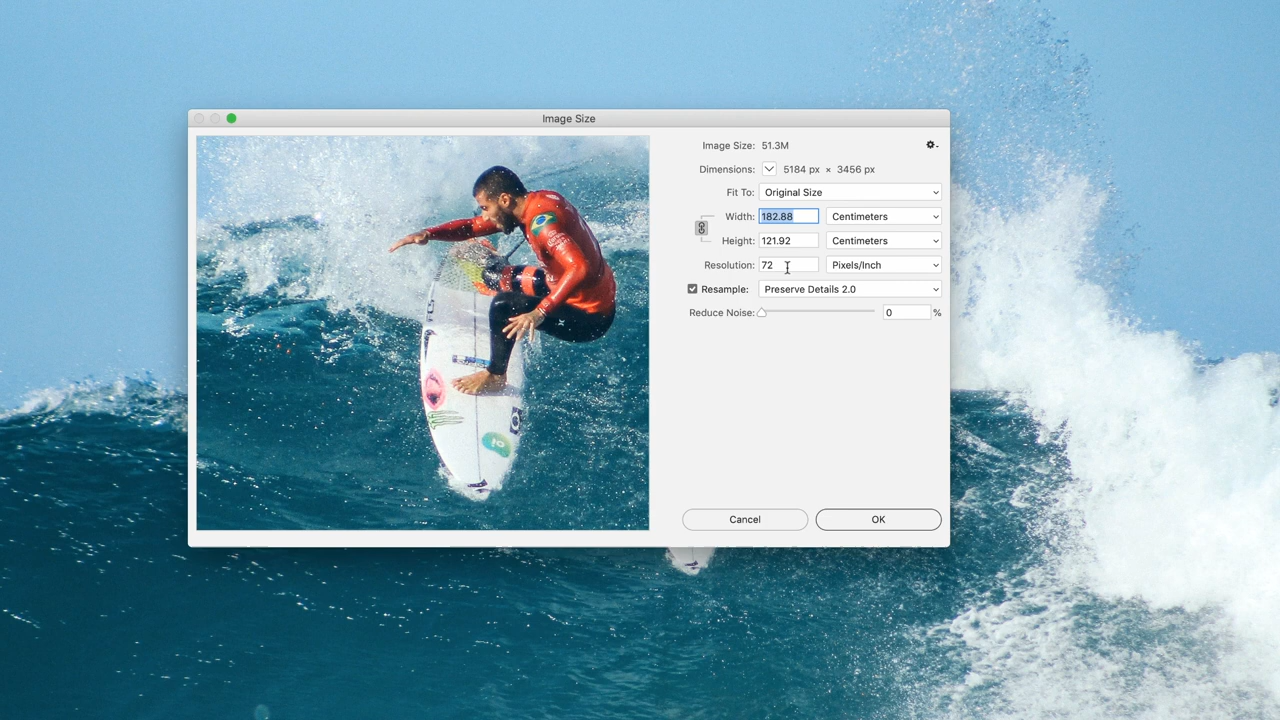 Image Size
Image Size: 51.3M
Dimensions: 5184 px × 3456 px
Fit To: Original Size
Width: 182.88 Centimeters
Height: 121.92 Centimeters
Resolution: 72 Pixels/Inch
Resample: Preserve Details 2.0
Reduce Noise: 0 %
oi
Cancel OK